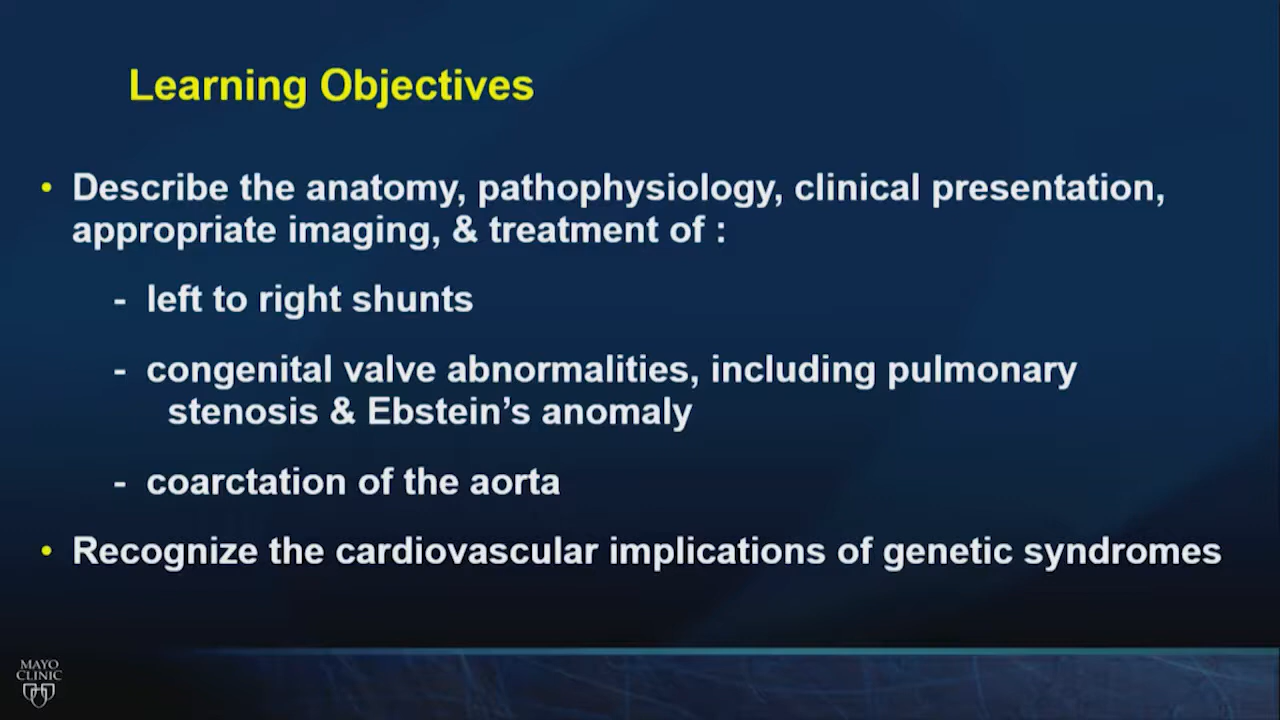 Learning Objectives
• Describe the anatomy, pathophysiology, clinical presentation,
appropriate imaging, & treatment of :
- left to right shunts
- congenital valve abnormalities, including pulmonary
stenosis & Ebstein’s anomaly
- coarctation of the aorta
• Recognize the cardiovascular implications of genetic syndromes
MAYO
CLINIC